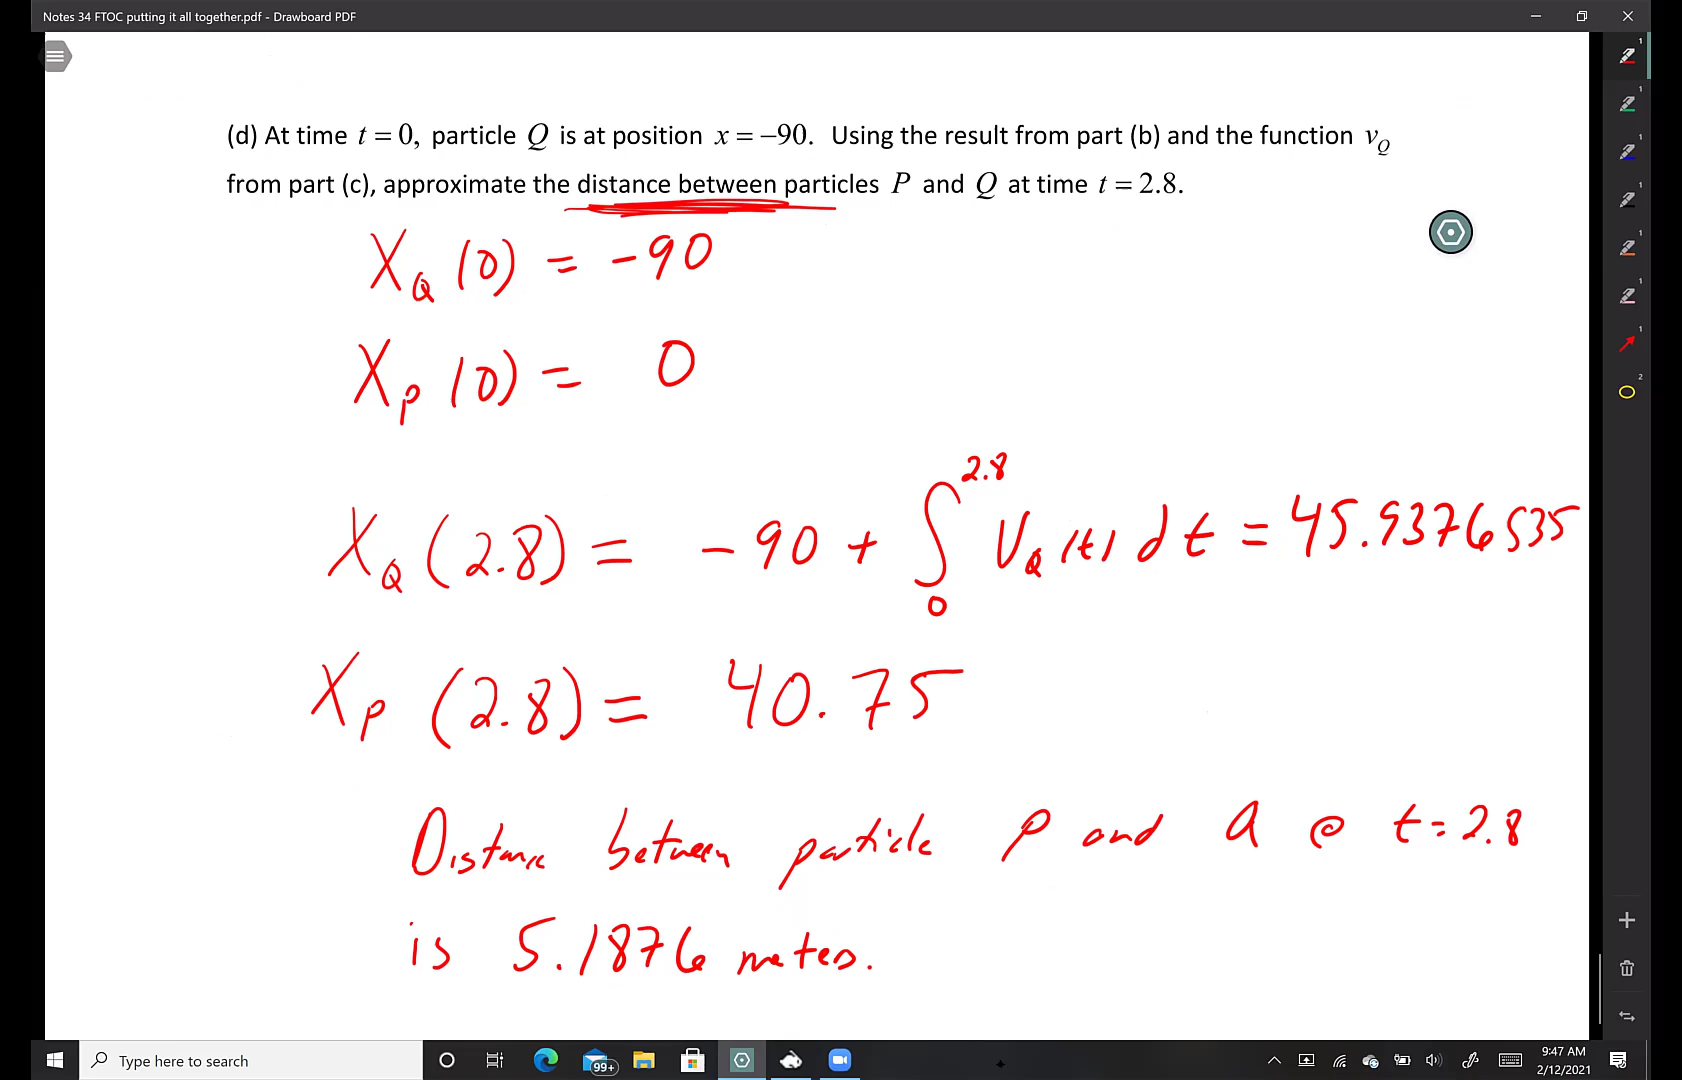 Notes 34 FTOC putting it all together.pdf - Drawboard PDF
(d) At time t = 0, particle Q is at position x = −90. Using the result from part (b) and the function v_Q
from part (c), approximate the distance between particles P and Q at time t = 2.8.
X_Q (0) = -90
X_P (0) = 0
X_Q (2.8) = -90 + ∫_0^2.8 V_Q(t) dt = 45.9376535
X_P (2.8) = 40.75
Distance between particle P and Q @ t=2.8
is 5.1876 meters.
Type here to search
99+
9:47 AM
2/12/2021